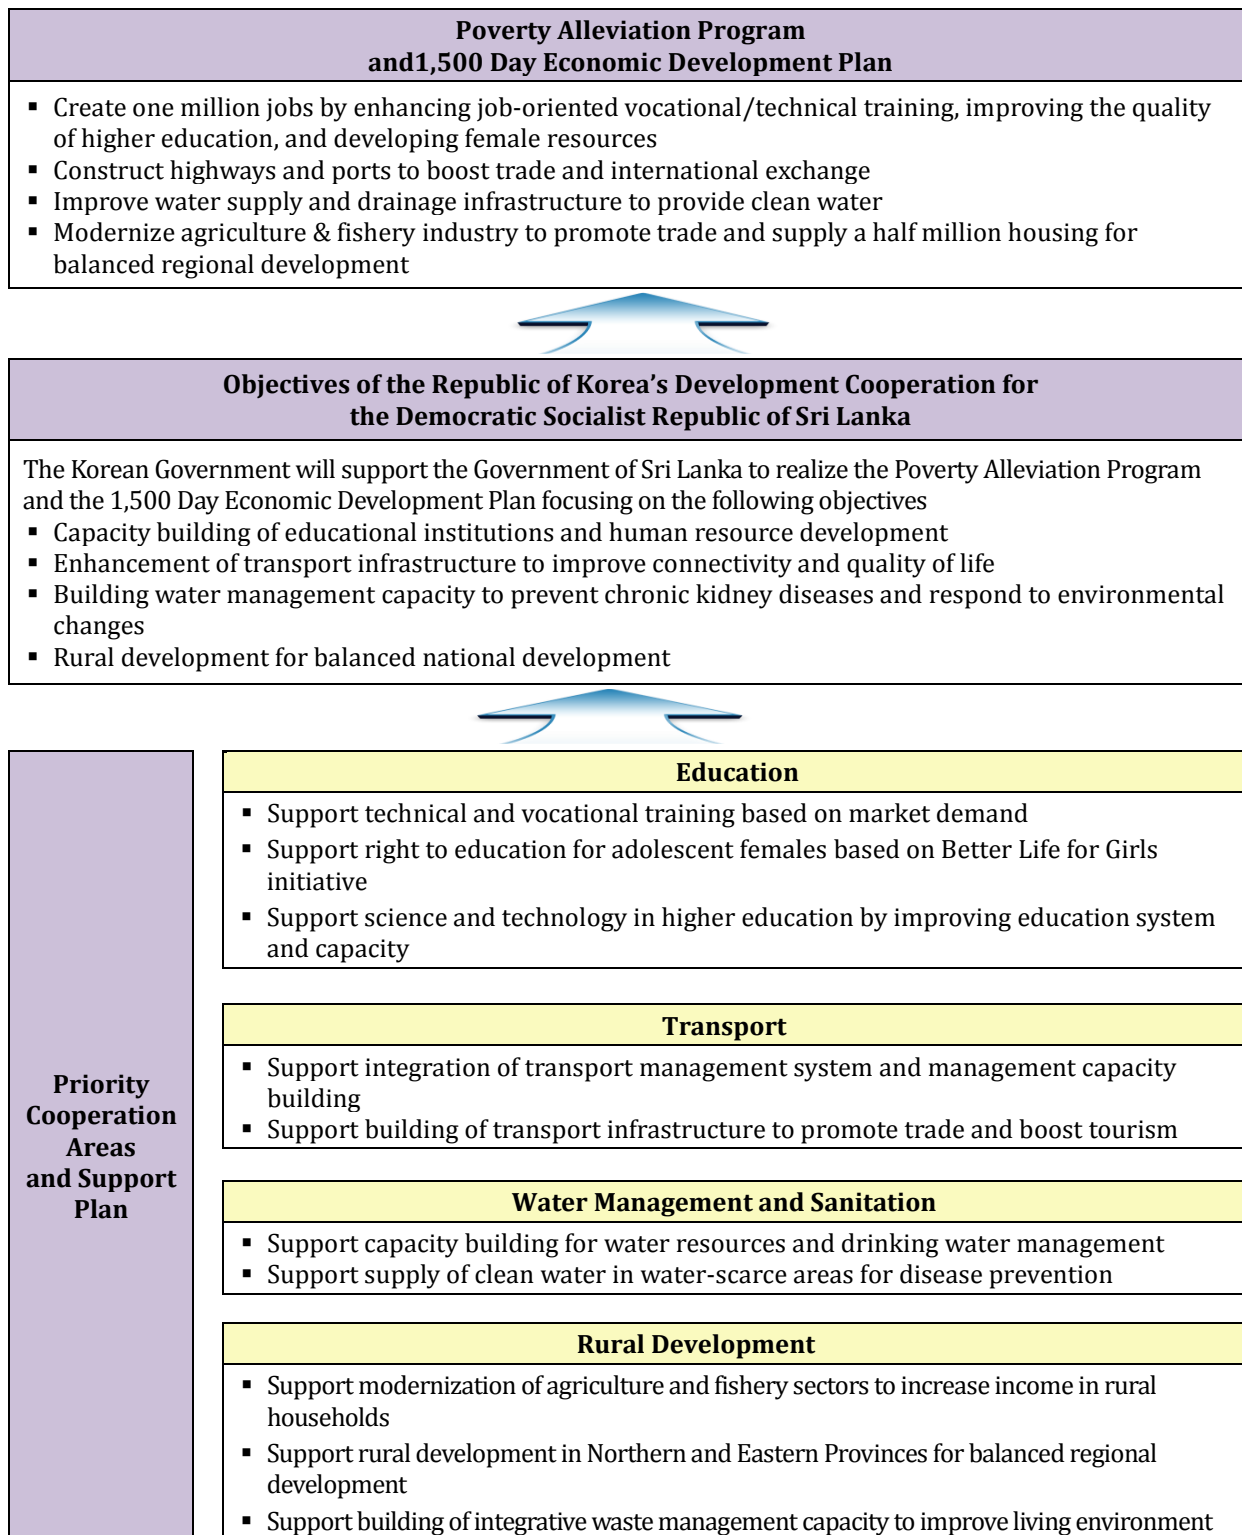 Poverty Alleviation Program
and1,500 Day Economic Development Plan
▪ Create one million jobs by enhancing job-oriented vocational/technical training, improving the quality
of higher education, and developing female resources
▪ Construct highways and ports to boost trade and international exchange
▪ Improve water supply and drainage infrastructure to provide clean water
▪ Modernize agriculture & fishery industry to promote trade and supply a half million housing for
balanced regional development
Objectives of the Republic of Korea’s Development Cooperation for
the Democratic Socialist Republic of Sri Lanka
The Korean Government will support the Government of Sri Lanka to realize the Poverty Alleviation Program
and the 1,500 Day Economic Development Plan focusing on the following objectives
▪ Capacity building of educational institutions and human resource development
▪ Enhancement of transport infrastructure to improve connectivity and quality of life
▪ Building water management capacity to prevent chronic kidney diseases and respond to environmental
changes
▪ Rural development for balanced national development
Priority
Cooperation
Areas
and Support
Plan
Education
▪ Support technical and vocational training based on market demand
▪ Support right to education for adolescent females based on Better Life for Girls
initiative
▪ Support science and technology in higher education by improving education system
and capacity
Transport
▪ Support integration of transport management system and management capacity
building
▪ Support building of transport infrastructure to promote trade and boost tourism
Water Management and Sanitation
▪ Support capacity building for water resources and drinking water management
▪ Support supply of clean water in water-scarce areas for disease prevention
Rural Development
▪ Support modernization of agriculture and fishery sectors to increase income in rural
households
▪ Support rural development in Northern and Eastern Provinces for balanced regional
development
▪ Support building of integrative waste management capacity to improve living environment